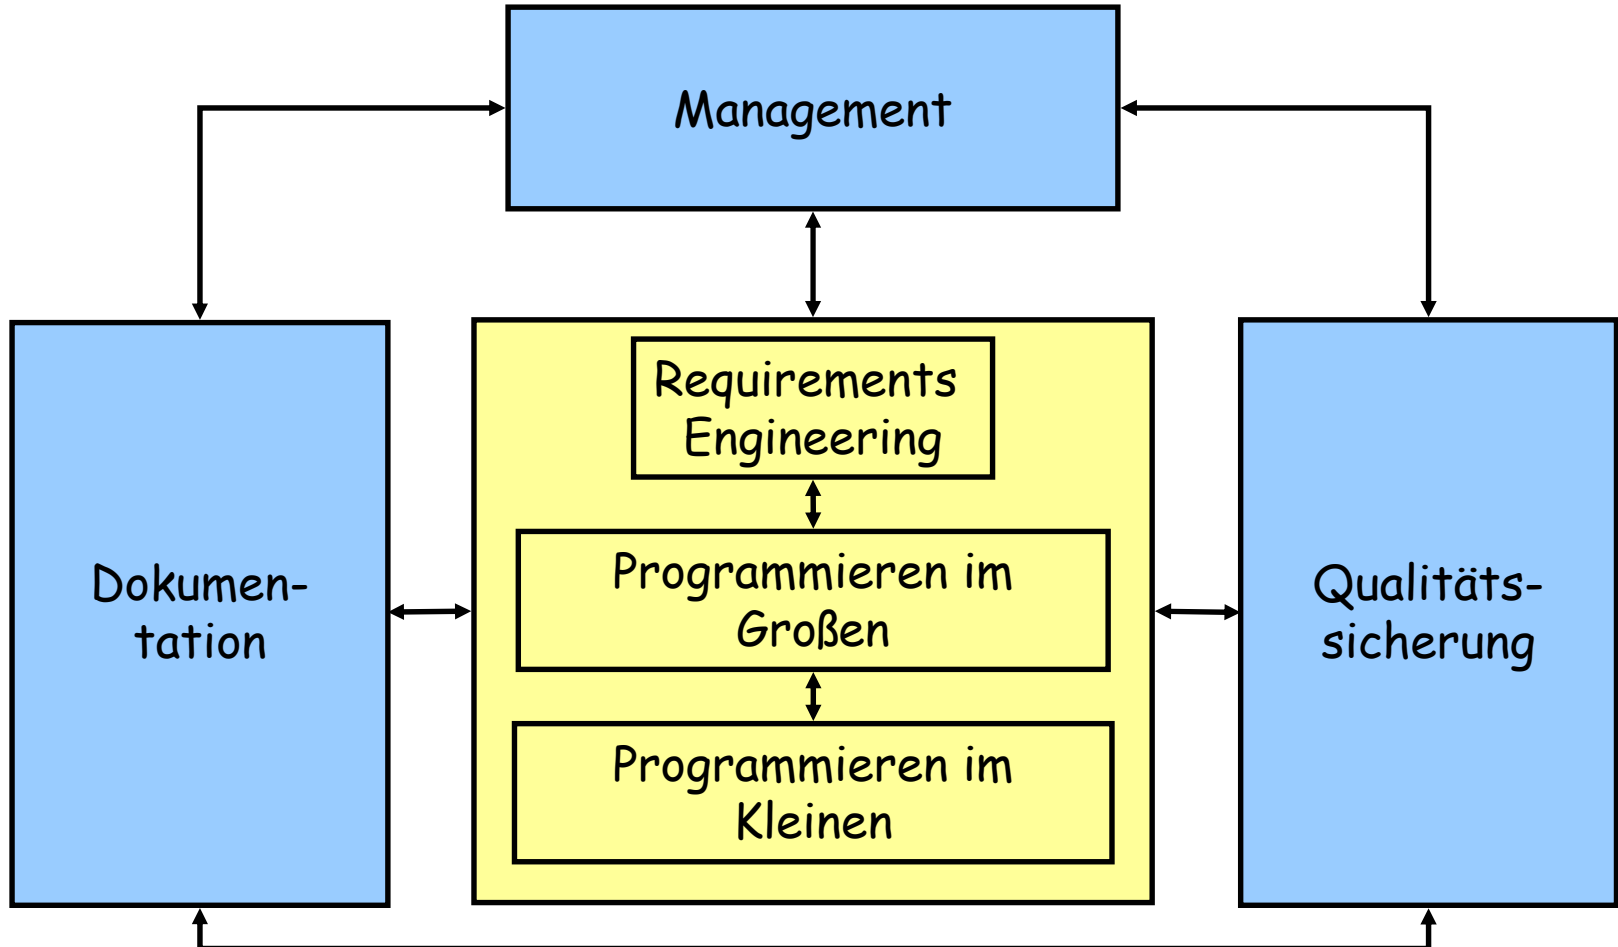 Management
Requirements
Engineering
Programmieren im
Großen
Dokumen-
tation
Qualitäts-
sicherung
Programmieren im
Kleinen